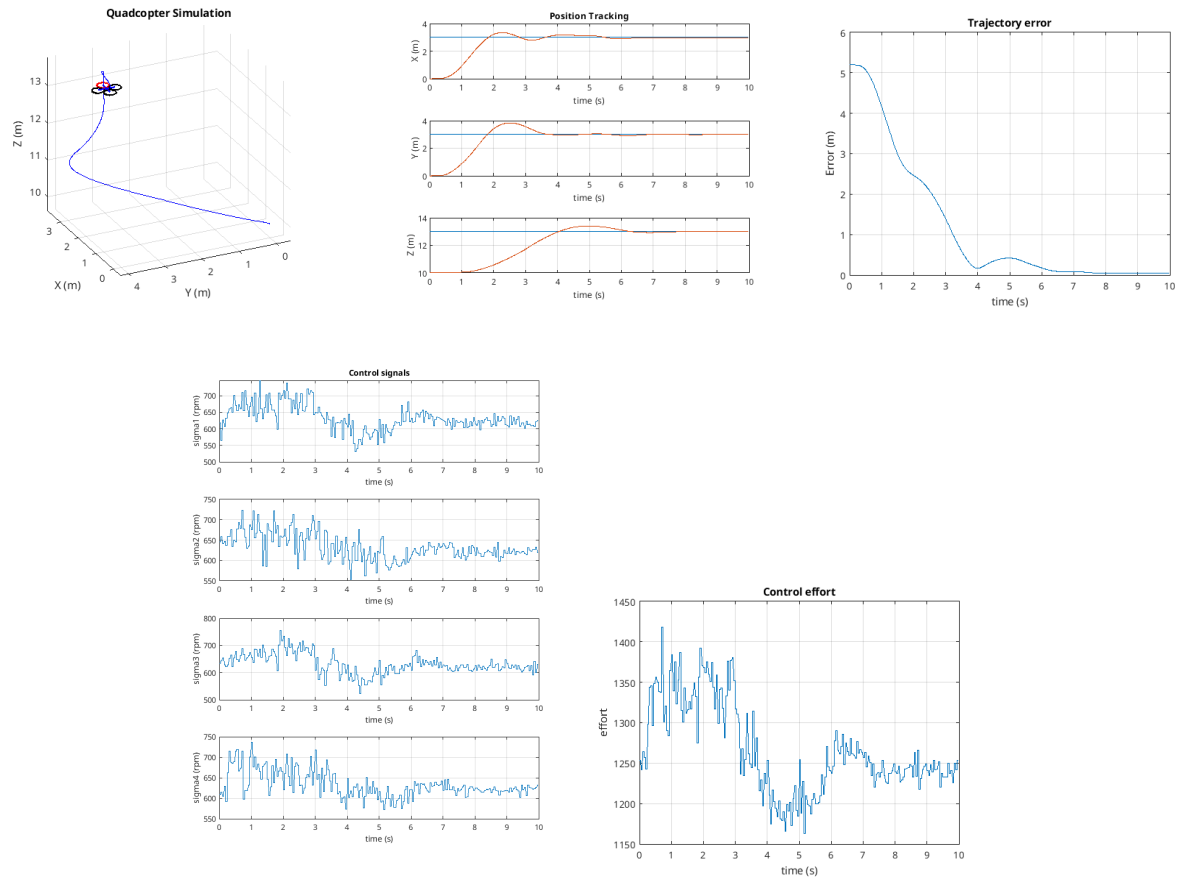 Quadcopter Simulation
13
12
11
10
Z (m)
3
2
1
0
X (m)
4
3
2
1
0
Y (m)
Position Tracking
4
2
0
X (m)
0 1 2 3 4 5 6 7 8 9 10
time (s)
4
2
0
Y (m)
0 1 2 3 4 5 6 7 8 9 10
time (s)
14
12
10
Z (m)
0 1 2 3 4 5 6 7 8 9 10
time (s)
Trajectory error
6
5
4
3
2
1
0
Error (m)
0 1 2 3 4 5 6 7 8 9 10
time (s)
Control signals
700
650
600
550
500
sigma1 (rpm)
0 1 2 3 4 5 6 7 8 9 10
time (s)
750
700
650
600
550
sigma2 (rpm)
0 1 2 3 4 5 6 7 8 9 10
time (s)
800
700
600
500
sigma3 (rpm)
0 1 2 3 4 5 6 7 8 9 10
time (s)
750
700
650
600
550
sigma4 (rpm)
0 1 2 3 4 5 6 7 8 9 10
time (s)
Control effort
1450
1400
1350
1300
1250
1200
1150
effort
0 1 2 3 4 5 6 7 8 9 10
time (s)